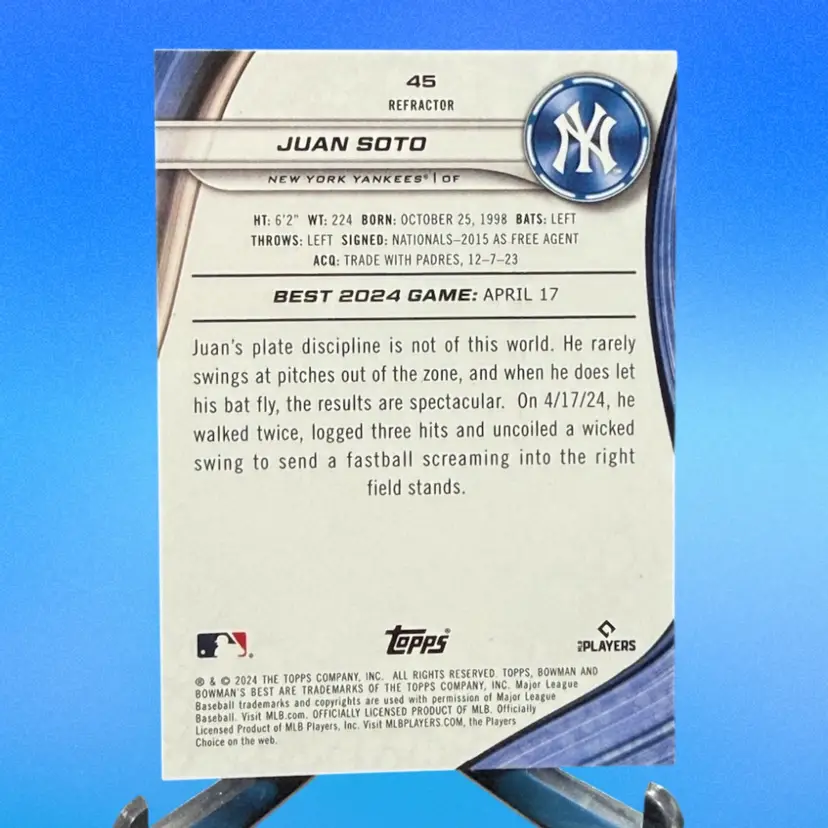 45
REFRACTOR
JUAN SOTO
NY
NEW YORK YANKEES® | OF
HT: 6'2" WT: 224 BORN: OCTOBER 25, 1998 BATS: LEFT
THROWS: LEFT SIGNED: NATIONALS–2015 AS FREE AGENT
ACQ: TRADE WITH PADRES, 12-7-23
BEST 2024 GAME: APRIL 17
Juan's plate discipline is not of this world. He rarely
swings at pitches out of the zone, and when he does let
his bat fly, the results are spectacular. On 4/17/24, he
walked twice, logged three hits and uncoiled a wicked
swing to send a fastball screaming into the right
field stands.
topps®
MLB PLAYERS
® & © 2024 THE TOPPS COMPANY, INC. ALL RIGHTS RESERVED. TOPPS, BOWMAN AND
BOWMAN'S BEST ARE TRADEMARKS OF THE TOPPS COMPANY, INC. Major League
Baseball trademarks and copyrights are used with permission of Major League
Baseball. Visit MLB.com. OFFICIALLY LICENSED PRODUCT OF MLB. Officially
Licensed Product of MLB Players, Inc. Visit MLBPLAYERS.COM, the Players
Choice on the web.